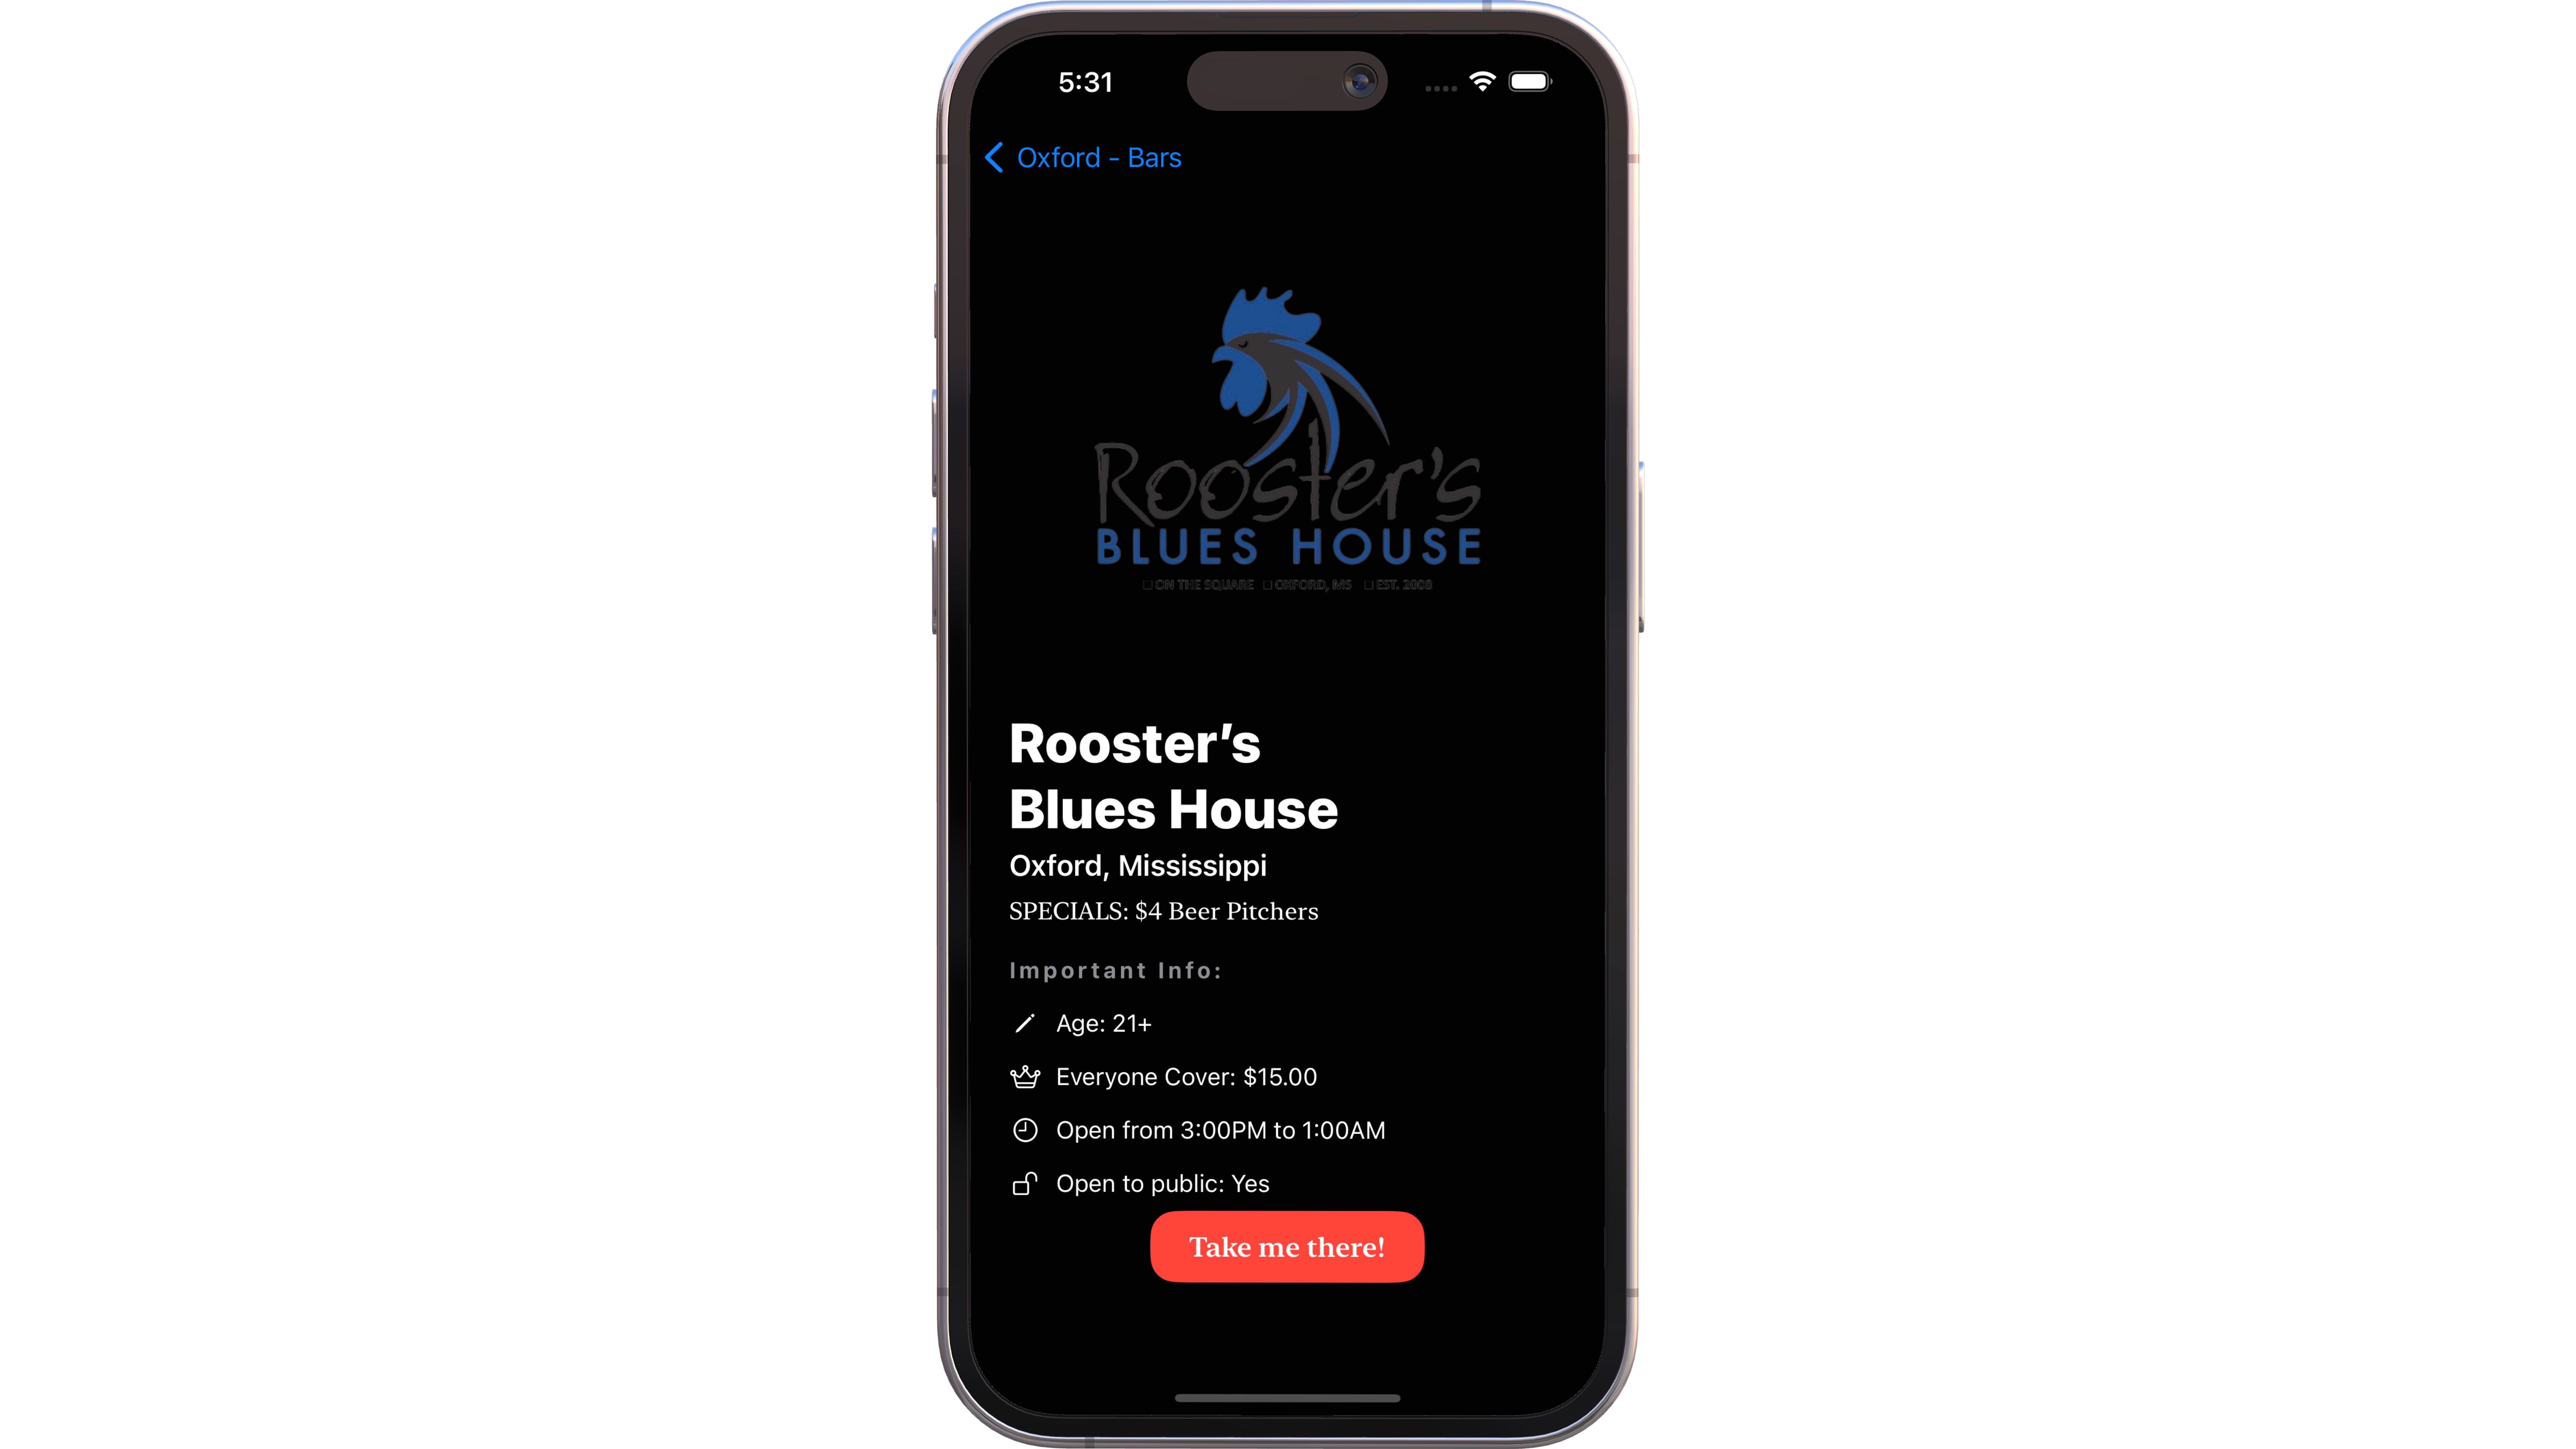 5:31
Oxford - Bars
Rooster's
BLUES HOUSE
ON THE SQUARE OXFORD, MS EST. 2008
Rooster’s
Blues House
Oxford, Mississippi
SPECIALS: $4 Beer Pitchers
Important Info:
Age: 21+
Everyone Cover: $15.00
Open from 3:00PM to 1:00AM
Open to public: Yes
Take me there!